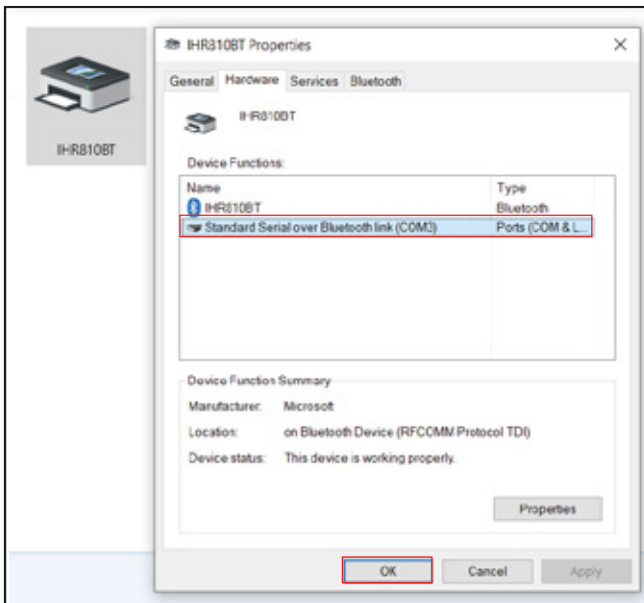 IHR810BT
IHR810BT Properties
General Hardware Services Bluetooth
IHR810BT
Device Functions:
Name Type
IHR810BT Bluetooth
Standard Serial over Bluetooth link (COM3) Ports (COM & L...
Device Function Summary
Manufacturer: Microsoft
Location: on Bluetooth Device (RFCOMM Protocol TDI)
Device status: This device is working properly.
Properties
OK Cancel Apply